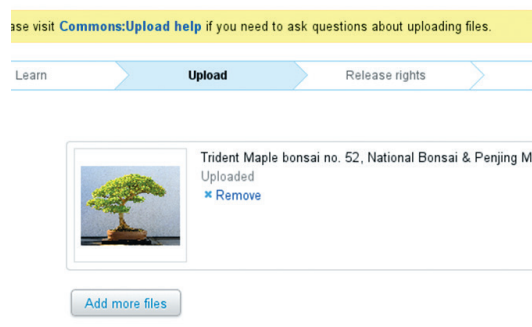 ase visit Commons:Upload help if you need to ask questions about uploading files.
Learn Upload Release rights
Trident Maple bonsai no. 52, National Bonsai & Penjing M
Uploaded
× Remove
Add more files